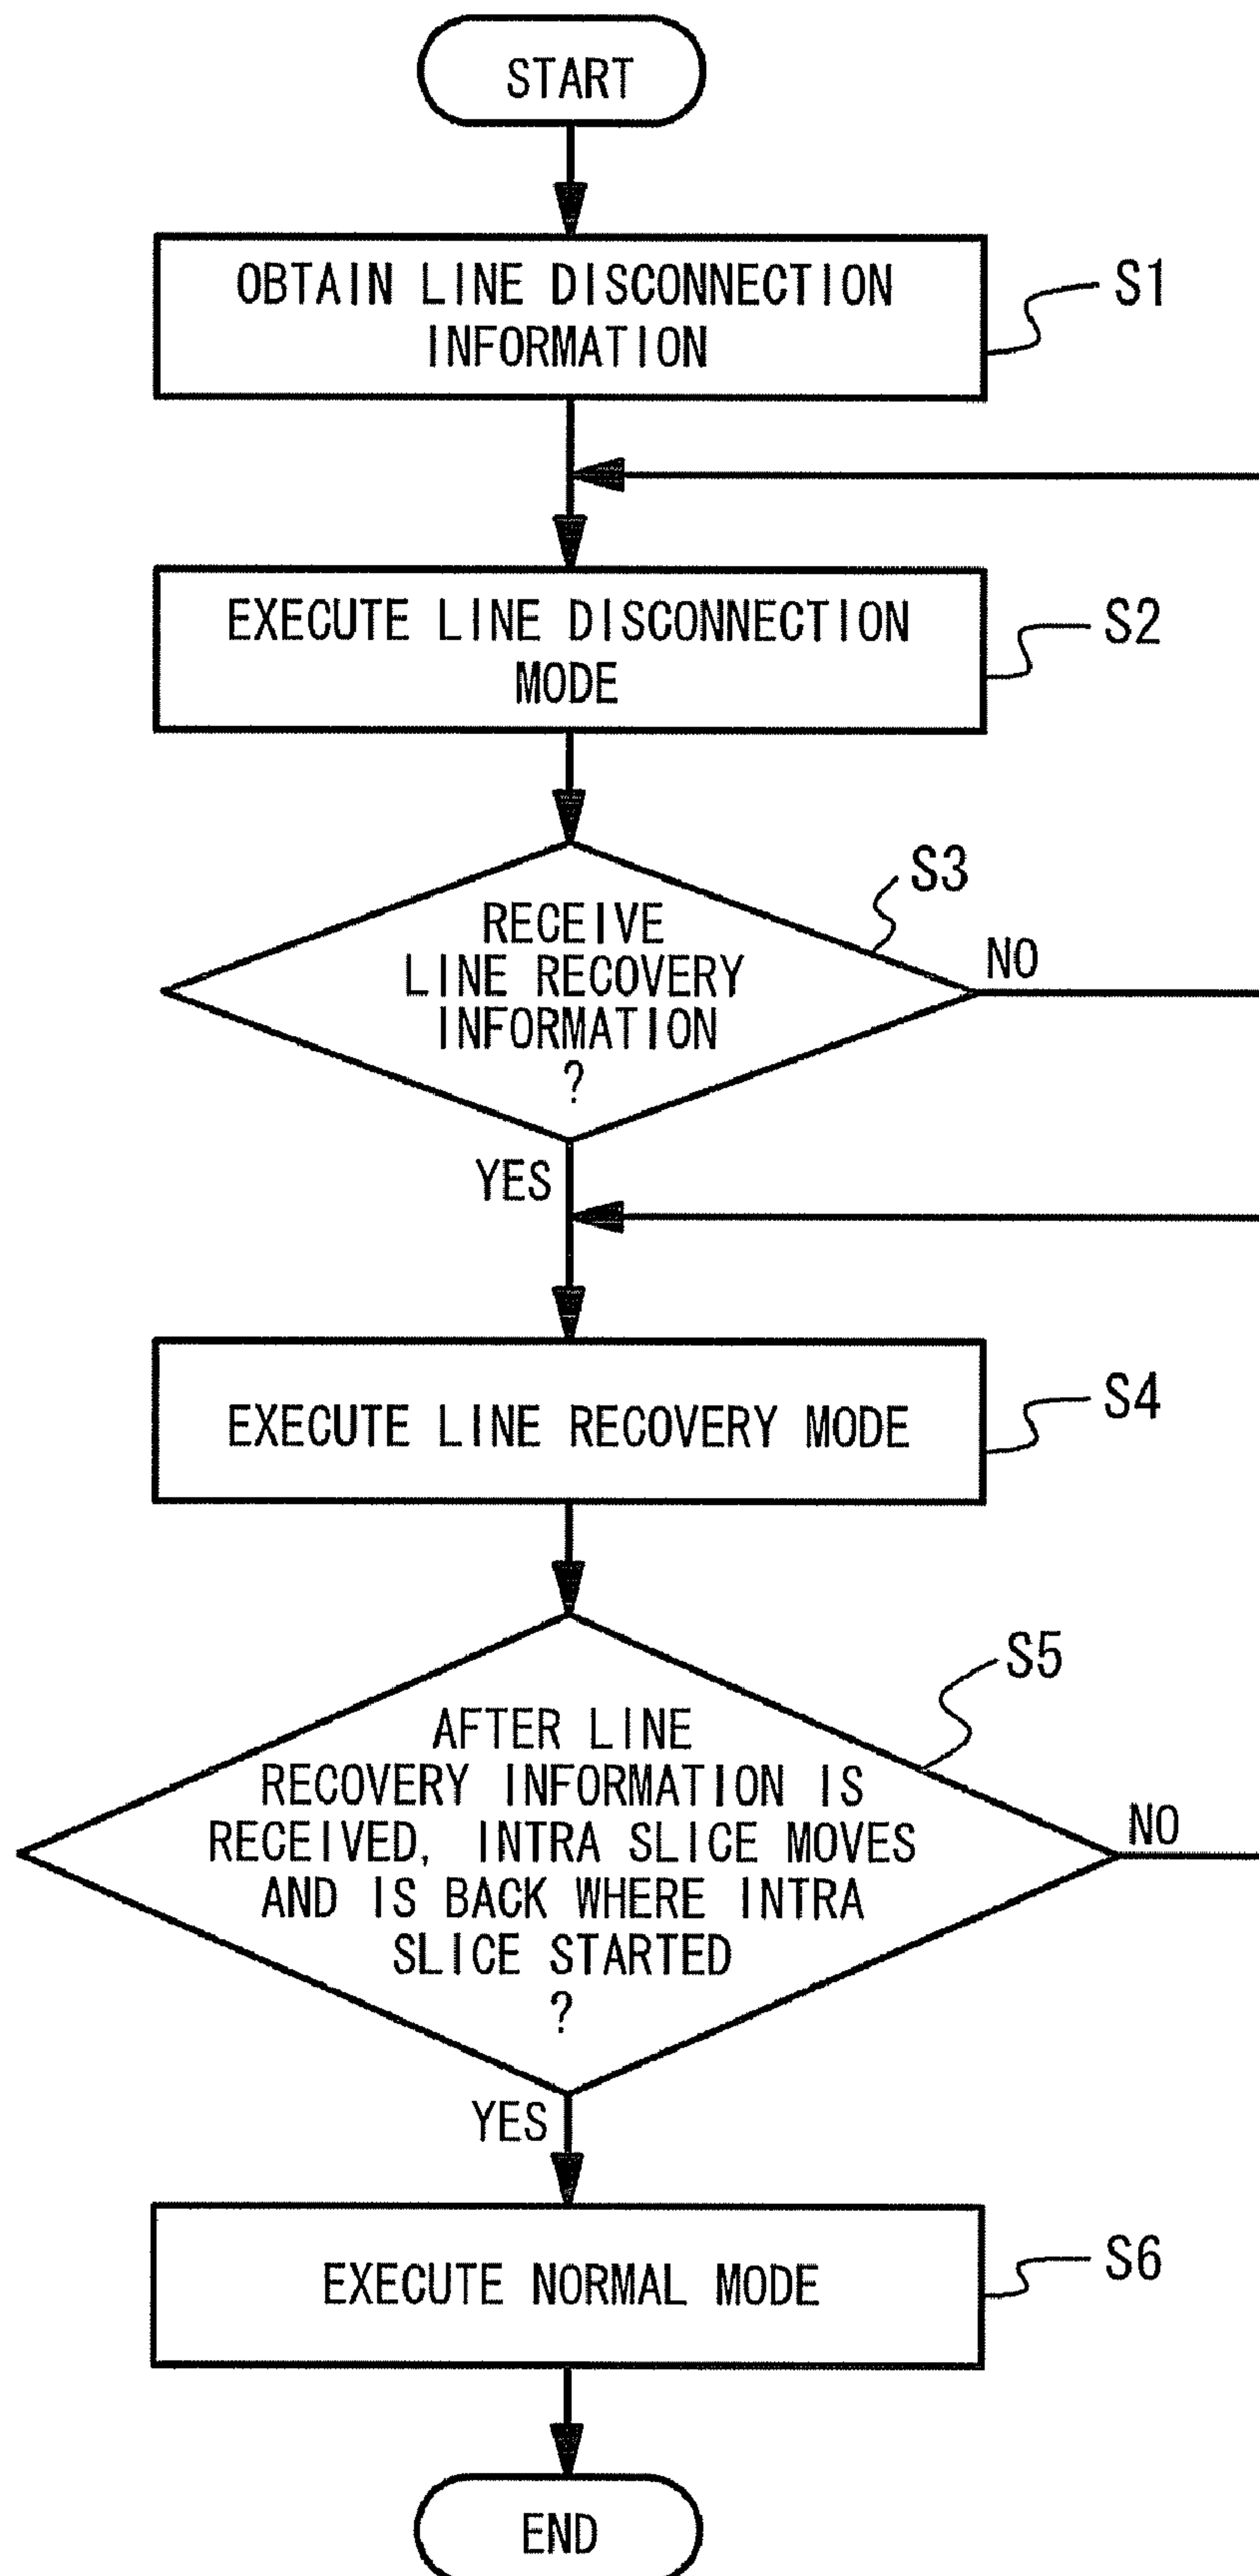 START
OBTAIN LINE DISCONNECTION
INFORMATION
S1
EXECUTE LINE DISCONNECTION
MODE
S2
S3
RECEIVE
LINE RECOVERY
INFORMATION
?
NO
YES
EXECUTE LINE RECOVERY MODE
S4
S5
AFTER LINE
RECOVERY INFORMATION IS
RECEIVED, INTRA SLICE MOVES
AND IS BACK WHERE INTRA
SLICE STARTED
?
NO
YES
EXECUTE NORMAL MODE
S6
END